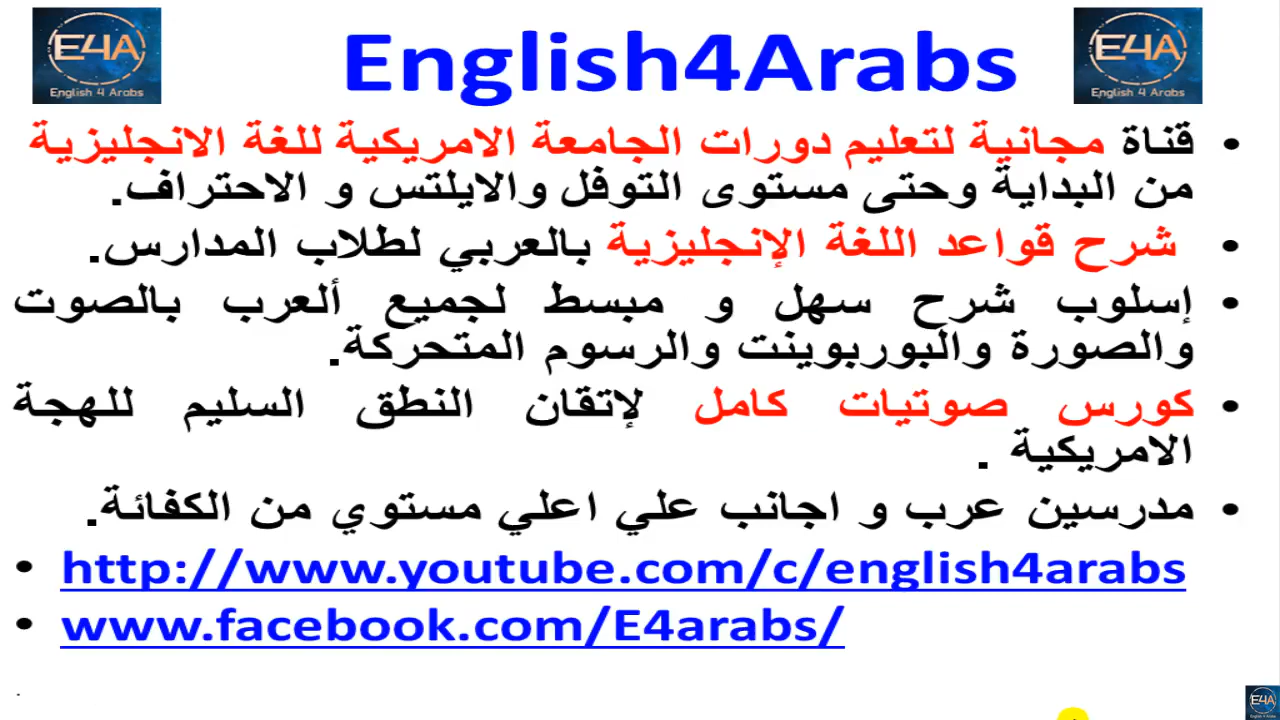 E4A
English 4 Arabs
English4Arabs
E4A
English 4 Arabs
• قناة مجانية لتعليم دورات الجامعة الامريكية للغة الانجليزية
من البداية وحتى مستوى التوفل والايلتس و الاحتراف.
• شرح قواعد اللغة الإنجليزية بالعربي لطلاب المدارس.
• إسلوب شرح سهل و مبسط لجميع ألعرب بالصوت
والصورة والبوربوينت والرسوم المتحركة.
• كورس صوتيات كامل لإتقان النطق السليم للهجة
الامريكية .
• مدرسين عرب و اجانب علي اعلي مستوي من الكفائة.
• http://www.youtube.com/c/english4arabs
• www.facebook.com/E4arabs/
E4A
English 4 Arabs